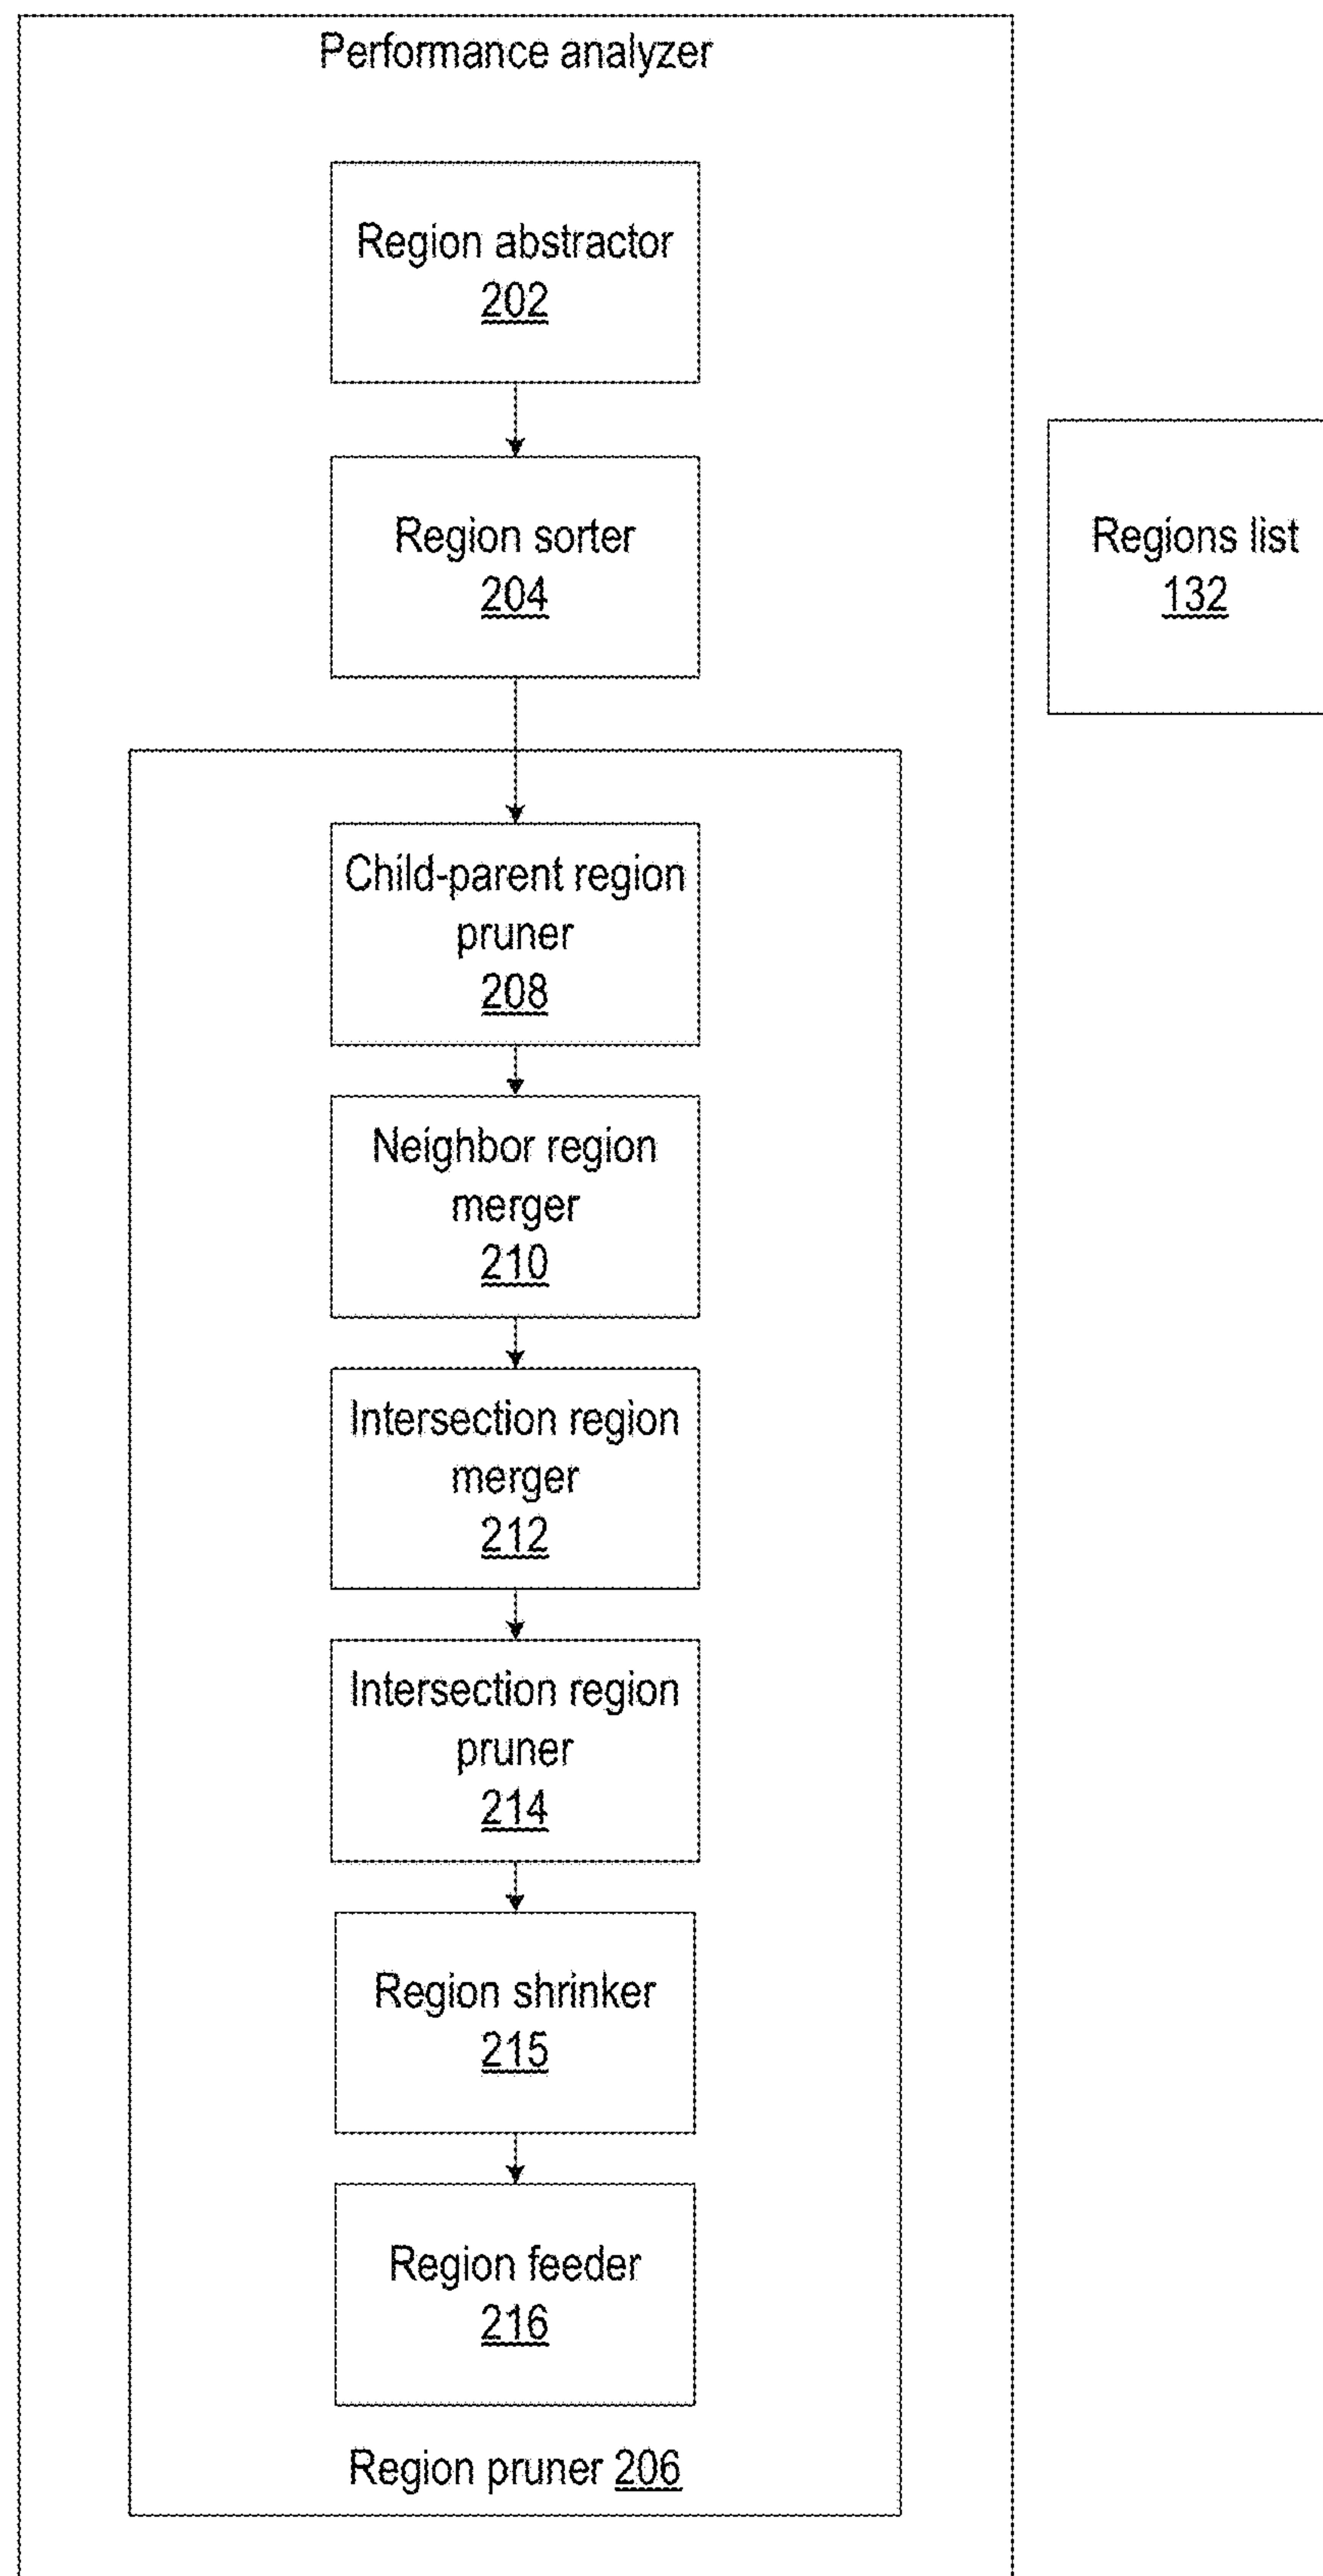 Performance analyzer
Region abstractor
202
Region sorter
204
Regions list
132
Child-parent region
pruner
208
Neighbor region
merger
210
Intersection region
merger
212
Intersection region
pruner
214
Region shrinker
215
Region feeder
216
Region pruner 206